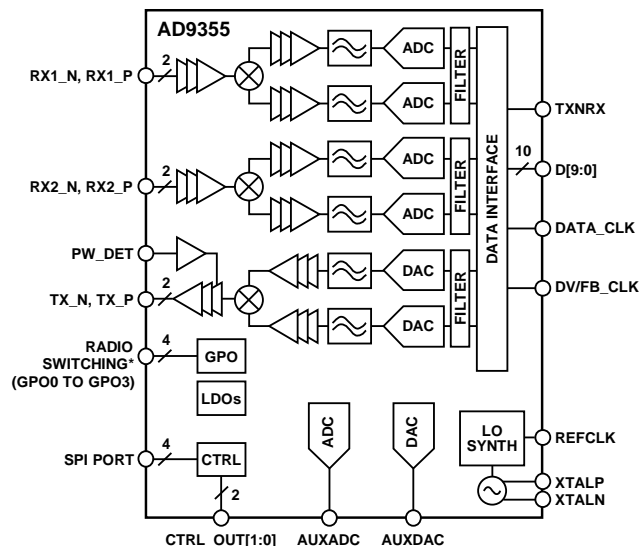 AD9355
RX1_N, RX1_P
2
ADC
ADC
FILTER
RX2_N, RX2_P
2
ADC
ADC
FILTER
PW_DET
TX_N, TX_P
2
DAC
DAC
FILTER
DATA INTERFACE
TXNRX
10
D[9:0]
DATA_CLK
DV/FB_CLK
RADIO
SWITCHING*
(GPO0 TO GPO3)
4
GPO
LDOs
SPI PORT
4
CTRL
2
CTRL_OUT[1:0]
ADC
AUXADC
DAC
AUXDAC
LO
SYNTH
REFCLK
XTALP
XTALN